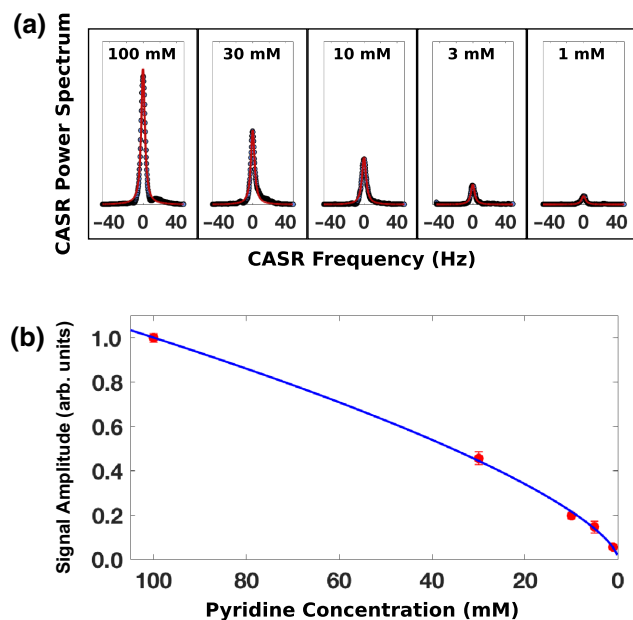 (a)
CASR Power Spectrum
100 mM
30 mM
10 mM
3 mM
1 mM
−40 0 40
−40 0 40
−40 0 40
−40 0 40
−40 0 40
CASR Frequency (Hz)
(b)
Signal Amplitude (arb. units)
1.0
0.8
0.6
0.4
0.2
0.0
100 80 60 40 20 0
Pyridine Concentration (mM)